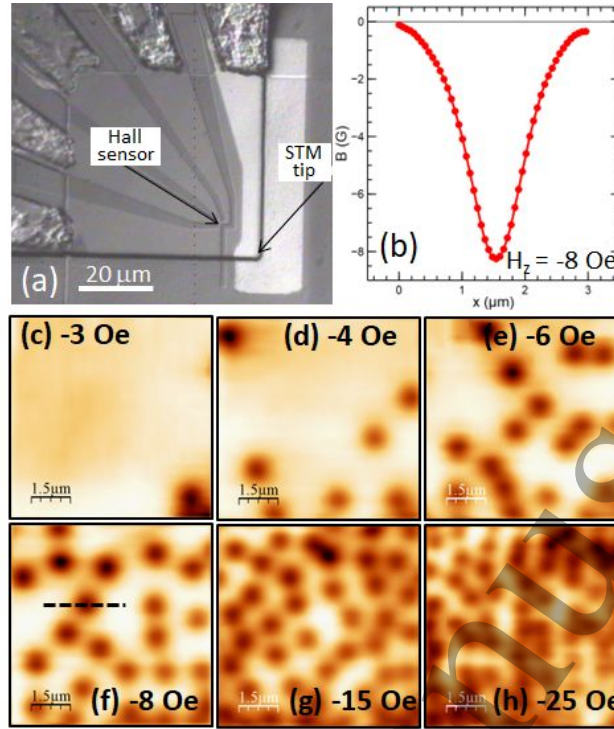 Hall
sensor
STM
tip
(a)
20 µm
B (G)
0
−2
−4
−6
−8
(b)
H_z = -8 Oe
0 1 2 3
x (µm)
(c) -3 Oe
1.5µm
(d) -4 Oe
1.5µm
(e) -6 Oe
1.5µm
(f) -8 Oe
1.5µm
(g) -15 Oe
1.5µm
(h) -25 Oe
1.5µm